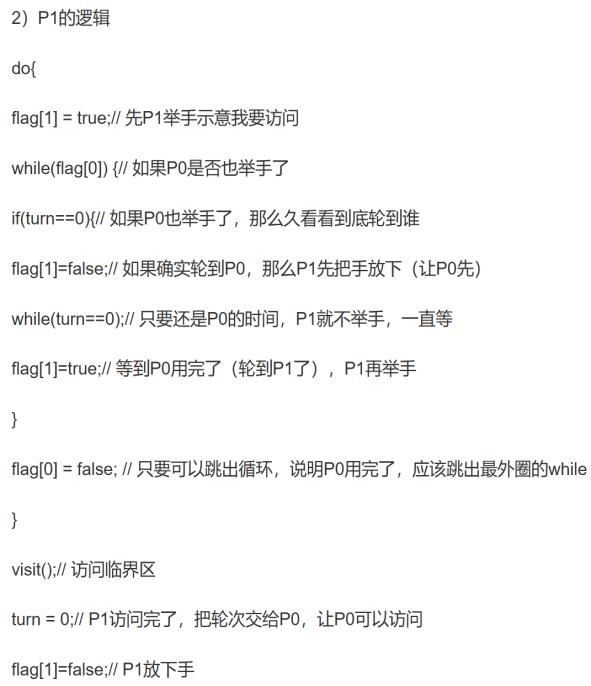 2）P1的逻辑
do{
flag[1] = true;// 先P1举手示意我要访问
while(flag[0]) {// 如果P0是否也举手了
if(turn==0){// 如果P0也举手了，那么久看看到底轮到谁
flag[1]=false;// 如果确实轮到P0，那么P1先把手放下（让P0先）
while(turn==0);// 只要还是P0的时间，P1就不举手，一直等
flag[1]=true;// 等到P0用完了（轮到P1了），P1再举手
}
flag[0] = false; // 只要可以跳出循环，说明P0用完了，应该跳出最外圈的while
}
visit();// 访问临界区
turn = 0;// P1访问完了，把轮次交给P0，让P0可以访问
flag[1]=false;// P1放下手